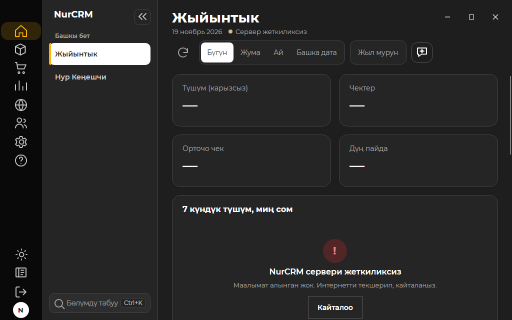 NurCRM
Башкы бет
Жыйынтык
Нур Кеңешчи
Бөлүмдү табуу Ctrl+K
N
Жыйынтык
19 ноябрь 2026 Сервер жеткиликсиз
Бүгүн Жума Ай Башка дата Жыл мурун
Түшүм (карызсыз)
—
Чектер
—
Орточо чек
—
Дүң пайда
—
7 күндүк түшүм, миң сом
!
NurCRM сервери жеткиликсиз
Маалымат алынган жок. Интернетти текшерип, кайталаңыз.
Кайталоо